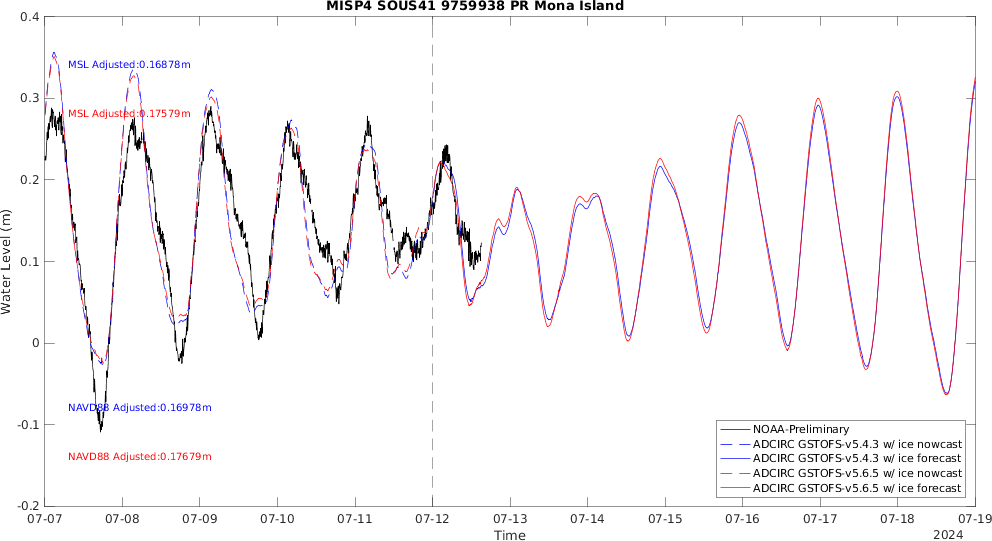 MISP4 SOUS41 9759938 PR Mona Island
0.4
0.3
0.2
0.1
0
-0.1
-0.2
Water Level (m)
MSL Adjusted:0.16878m
MSL Adjusted:0.17579m
NAVD88 Adjusted:0.16978m
NAVD88 Adjusted:0.17679m
NOAA-Preliminary
ADCIRC GSTOFS-v5.4.3 w/ ice nowcast
ADCIRC GSTOFS-v5.4.3 w/ ice forecast
ADCIRC GSTOFS-v5.6.5 w/ ice nowcast
ADCIRC GSTOFS-v5.6.5 w/ ice forecast
07-07 07-08 07-09 07-10 07-11 07-12 07-13 07-14 07-15 07-16 07-17 07-18 07-19
Time
2024